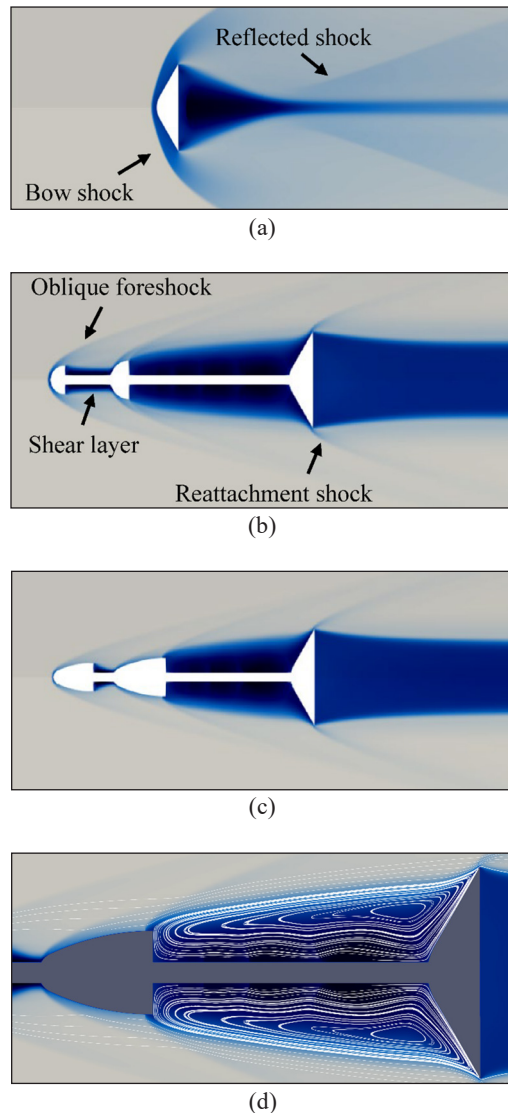 Reflected shock
Bow shock
(a)
Oblique foreshock
Shear layer
Reattachment shock
(b)
(c)
(d)